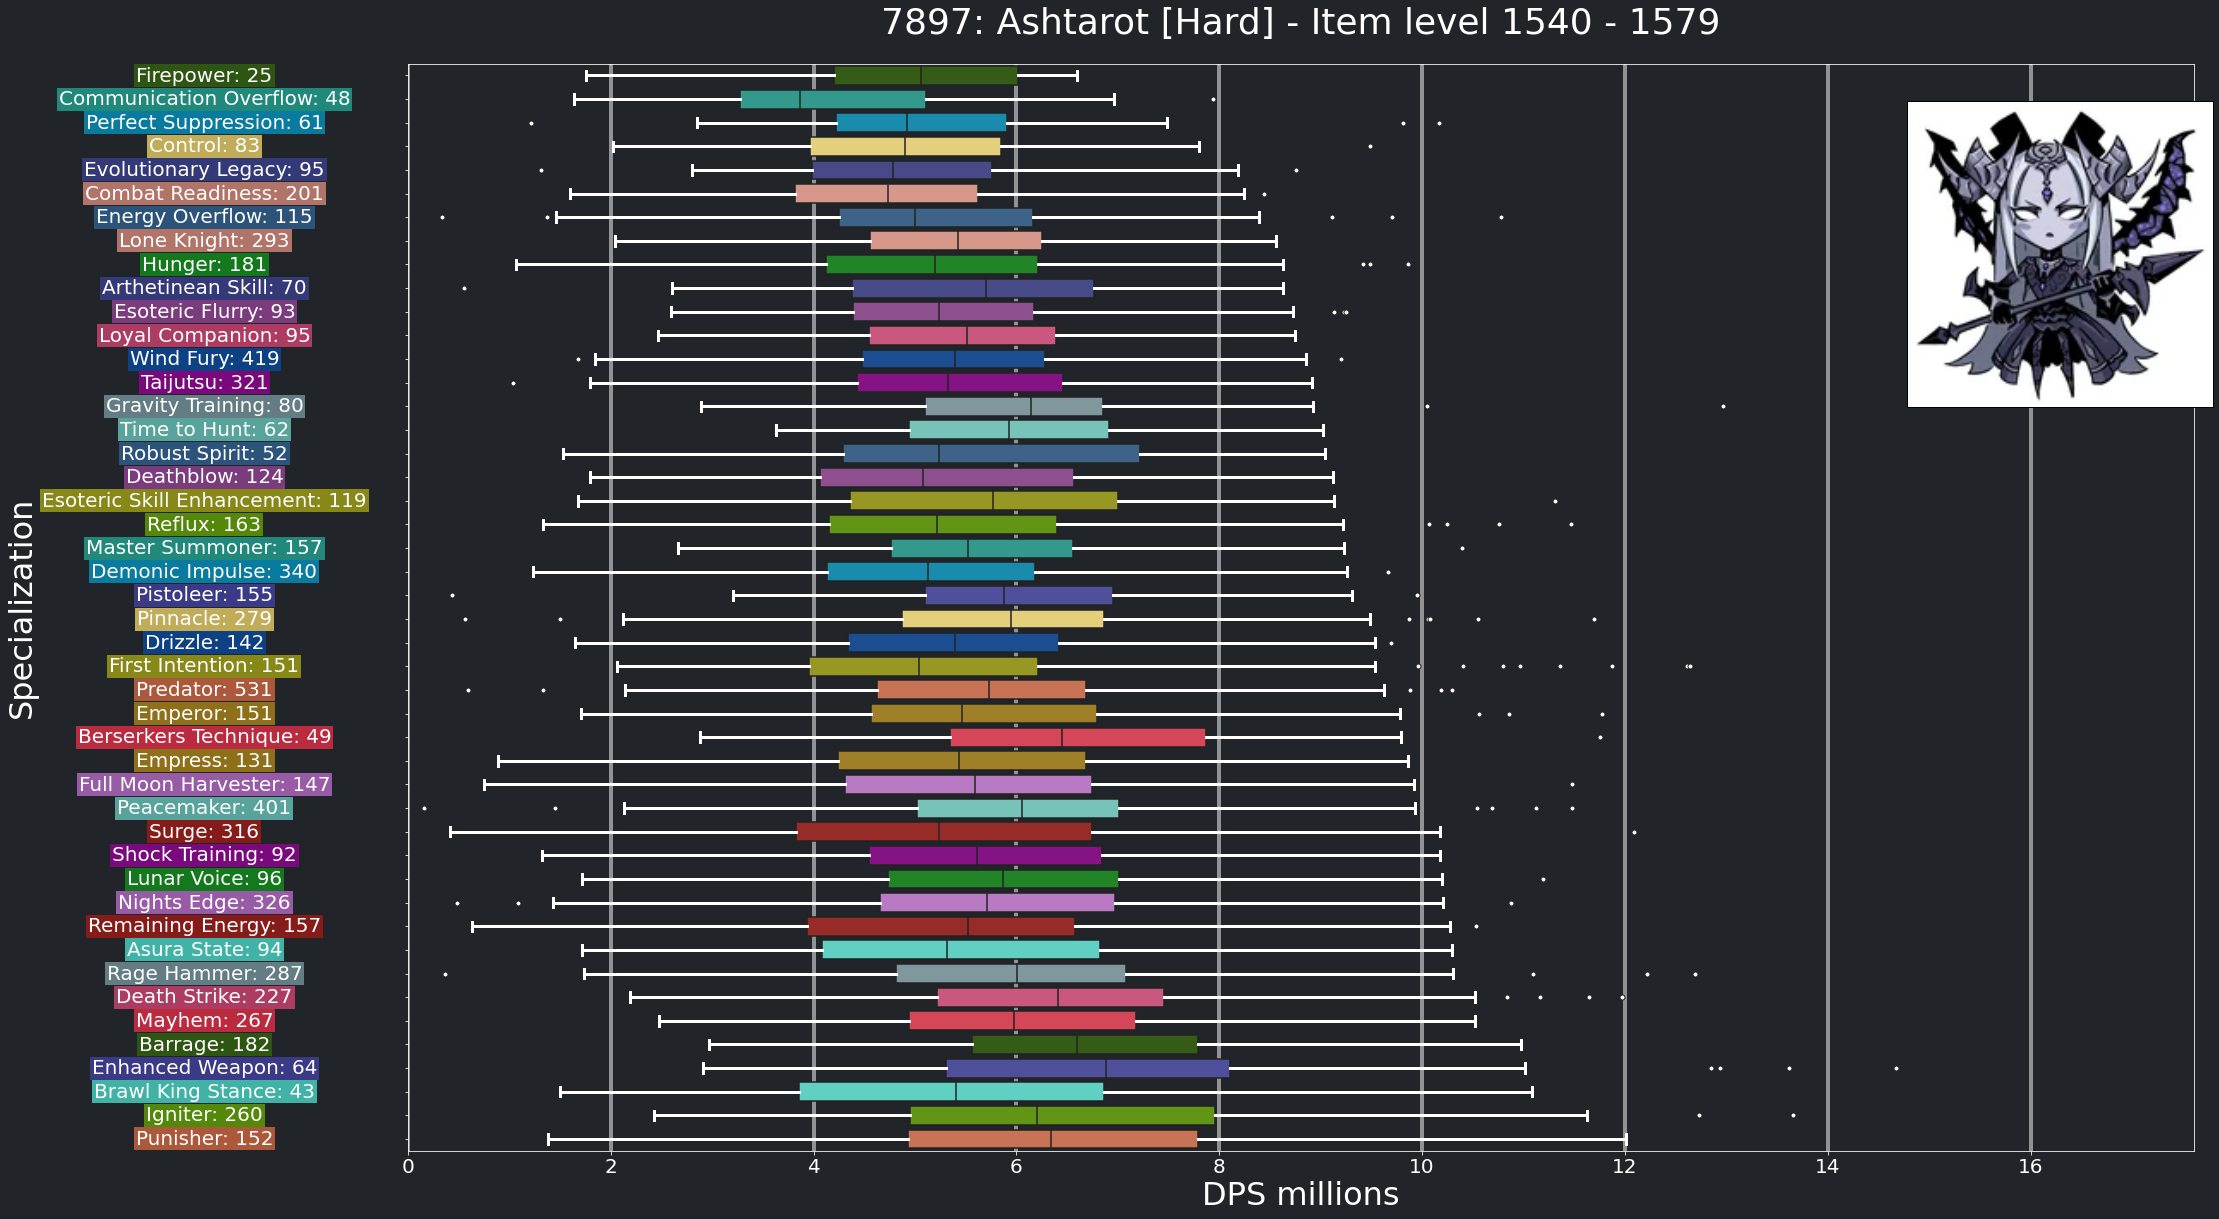 7897: Ashtarot [Hard] - Item level 1540 - 1579
Firepower: 25
Communication Overflow: 48
Perfect Suppression: 61
Control: 83
Evolutionary Legacy: 95
Combat Readiness: 201
Energy Overflow: 115
Lone Knight: 293
Hunger: 181
Arthetinean Skill: 70
Esoteric Flurry: 93
Loyal Companion: 95
Wind Fury: 419
Taijutsu: 321
Gravity Training: 80
Time to Hunt: 62
Robust Spirit: 52
Deathblow: 124
Esoteric Skill Enhancement: 119
Reflux: 163
Master Summoner: 157
Demonic Impulse: 340
Pistoleer: 155
Pinnacle: 279
Drizzle: 142
First Intention: 151
Predator: 531
Emperor: 151
Berserkers Technique: 49
Empress: 131
Full Moon Harvester: 147
Peacemaker: 401
Surge: 316
Shock Training: 92
Lunar Voice: 96
Nights Edge: 326
Remaining Energy: 157
Asura State: 94
Rage Hammer: 287
Death Strike: 227
Mayhem: 267
Barrage: 182
Enhanced Weapon: 64
Brawl King Stance: 43
Igniter: 260
Punisher: 152
Specialization
0 2 4 6 8 10 12 14 16
DPS millions